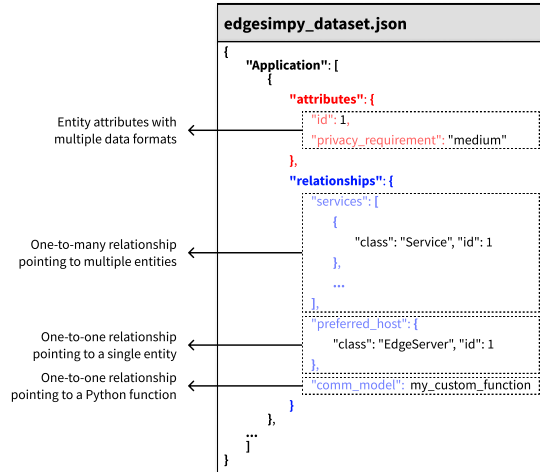 edgesimpy_dataset.json
{
"Application": [
{
"attributes": {
Entity attributes with
multiple data formats
"id": 1,
"privacy_requirement": "medium"
},
"relationships": {
One-to-many relationship
pointing to multiple entities
"services": [
{
"class": "Service", "id": 1
},
...
],
One-to-one relationship
pointing to a single entity
"preferred_host": {
"class": "EdgeServer", "id": 1
},
One-to-one relationship
pointing to a Python function
"comm_model": my_custom_function
}
},
...
]
}